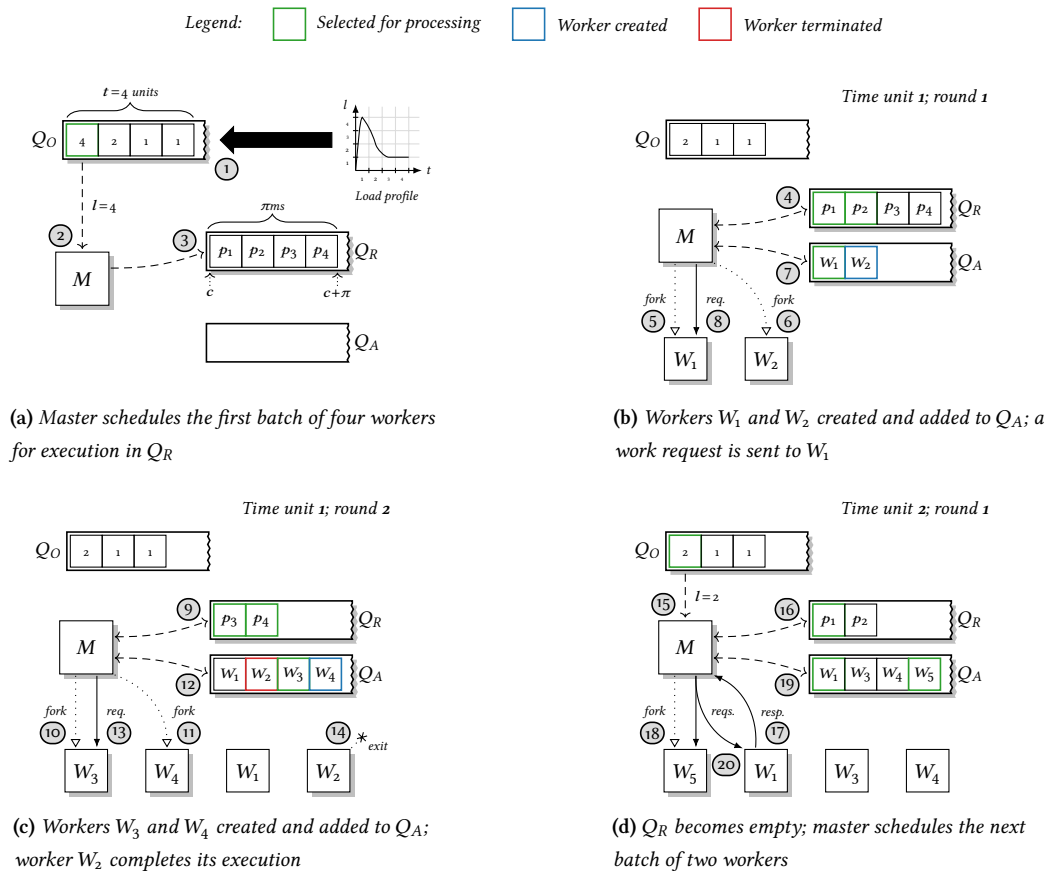 Legend: Selected for processing Worker created Worker terminated
t=4 units
Q_O 4 2 1 1
1
l
4
3
2
1
1 2 3 4
t
Load profile
l=4
2
M
3
πms
p₁ p₂ p₃ p₄ Q_R
c c+π
Q_A
(a) Master schedules the first batch of four workers
for execution in Q_R
Time unit 1; round 1
Q_O 2 1 1
4
p₁ p₂ p₃ p₄ Q_R
M
7
W₁ W₂ Q_A
fork req. fork
5 8 6
W₁ W₂
(b) Workers W₁ and W₂ created and added to Q_A; a
work request is sent to W₁
Time unit 1; round 2
Q_O 2 1 1
9
p₃ p₄ Q_R
M
12
W₁ W₂ W₃ W₄ Q_A
fork req. fork
10 13 11 14
exit
W₃ W₄ W₁ W₂
(c) Workers W₃ and W₄ created and added to Q_A;
worker W₂ completes its execution
Time unit 2; round 1
Q_O 2 1 1
15 l=2
16
p₁ p₂ Q_R
M
19
W₁ W₃ W₄ W₅ Q_A
fork reqs. resp.
18 20 17
W₅ W₁ W₃ W₄
(d) Q_R becomes empty; master schedules the next
batch of two workers